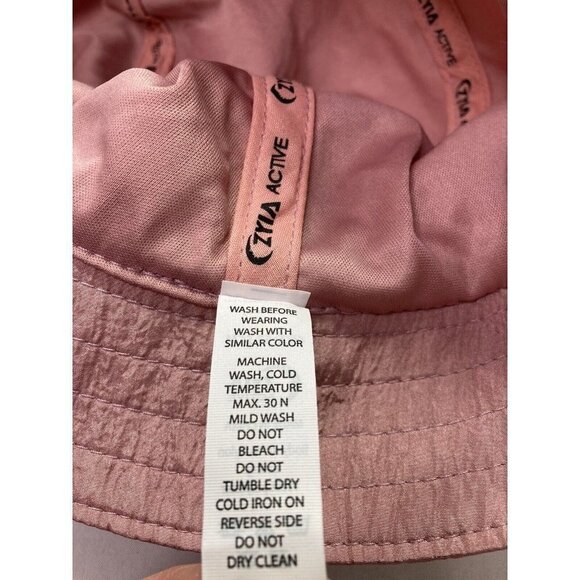 ZYIA ACTIVE
ZYIA ACTIVE
WASH BEFORE
WEARING
WASH WITH
SIMILAR COLOR
MACHINE
WASH, COLD
TEMPERATURE
MAX. 30 N
MILD WASH
DO NOT
BLEACH
DO NOT
TUMBLE DRY
COLD IRON ON
REVERSE SIDE
DO NOT
DRY CLEAN